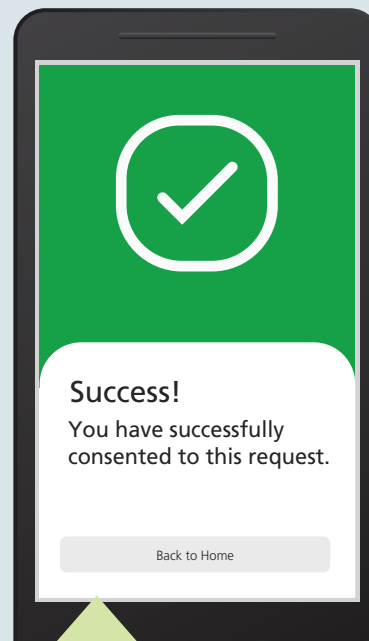 Success!
You have successfully
consented to this request.
Back to Home